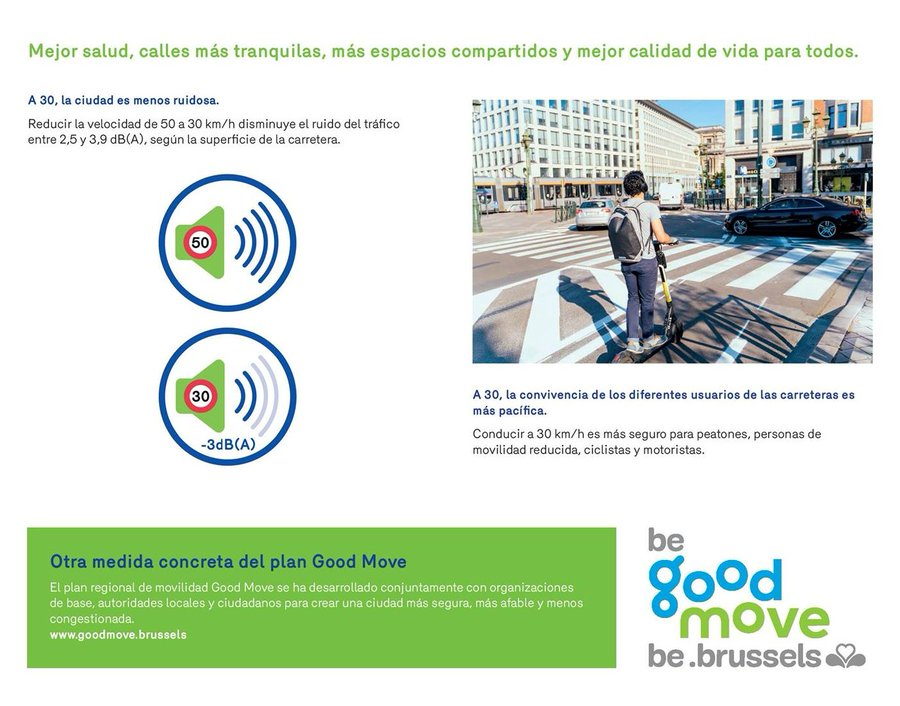 Mejor salud, calles más tranquilas, más espacios compartidos y mejor calidad de vida para todos.
A 30, la ciudad es menos ruidosa.
Reducir la velocidad de 50 a 30 km/h disminuye el ruido del tráfico
entre 2,5 y 3,9 dB(A), según la superficie de la carretera.
50
30
-3dB(A)
A 30, la convivencia de los diferentes usuarios de las carreteras es
más pacífica.
Conducir a 30 km/h es más seguro para peatones, personas de
movilidad reducida, ciclistas y motoristas.
Otra medida concreta del plan Good Move
El plan regional de movilidad Good Move se ha desarrollado conjuntamente con organizaciones
de base, autoridades locales y ciudadanos para crear una ciudad más segura, más afable y menos
congestionada.
www.goodmove.brussels
be
good
move
be.brussels